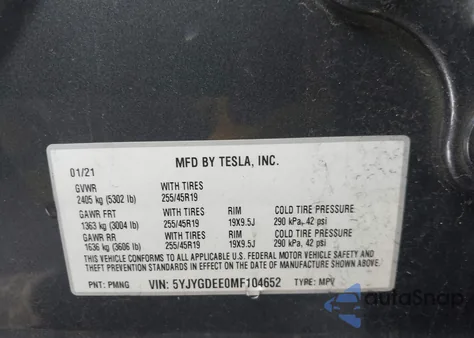 MFD BY TESLA, INC.
01/21
GVWR WITH TIRES
2405 kg (5302 lb) 255/45R19
GAWR FRT WITH TIRES RIM COLD TIRE PRESSURE
1363 kg (3004 lb) 255/45R19 19X9.5J 290 kPa, 42 psi
GAWR RR WITH TIRES RIM COLD TIRE PRESSURE
1636 kg (3606 lb) 255/45R19 19X9.5J 290 kPa, 42 psi
THIS VEHICLE CONFORMS TO ALL APPLICABLE U.S. FEDERAL MOTOR VEHICLE SAFETY AND
THEFT PREVENTION STANDARDS IN EFFECT ON THE DATE OF MANUFACTURE SHOWN ABOVE.
PNT: PMNG VIN: 5YJYGDEE0MF104652 TYPE: MPV
autoSnap